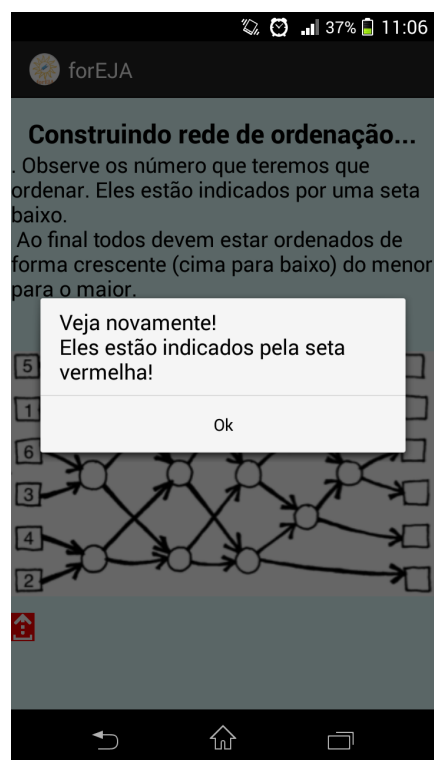 37% 11:06
forEJA
Construindo rede de ordenação...
. Observe os número que teremos que
ordenar. Eles estão indicados por uma seta
baixo.
Ao final todos devem estar ordenados de
forma crescente (cima para baixo) do menor
para o maior.
Veja novamente!
Eles estão indicados pela seta
vermelha!
Ok
5
1
6
3
4
2